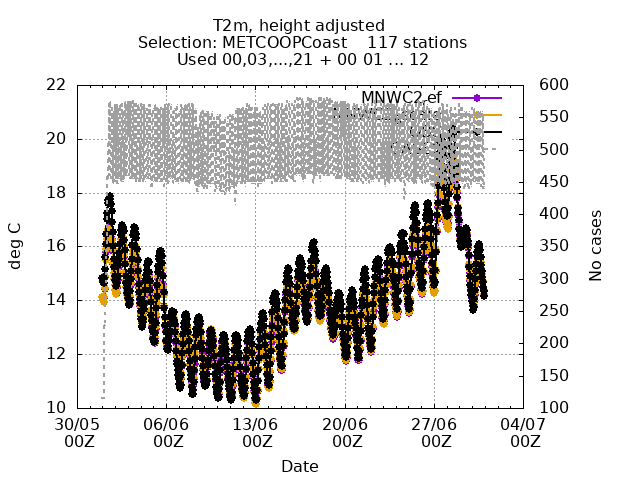 T2m, height adjusted
Selection: METCOOPCoast 117 stations
Used 00,03,...,21 + 00 01 ... 12
22 600
MNWC2
550
20
500
450
18
400
deg C
16 350
No cases
300
14
250
200
12
150
10 100
30/05 06/06 13/06 20/06 27/06 04/07
00Z 00Z 00Z 00Z 00Z 00Z
Date